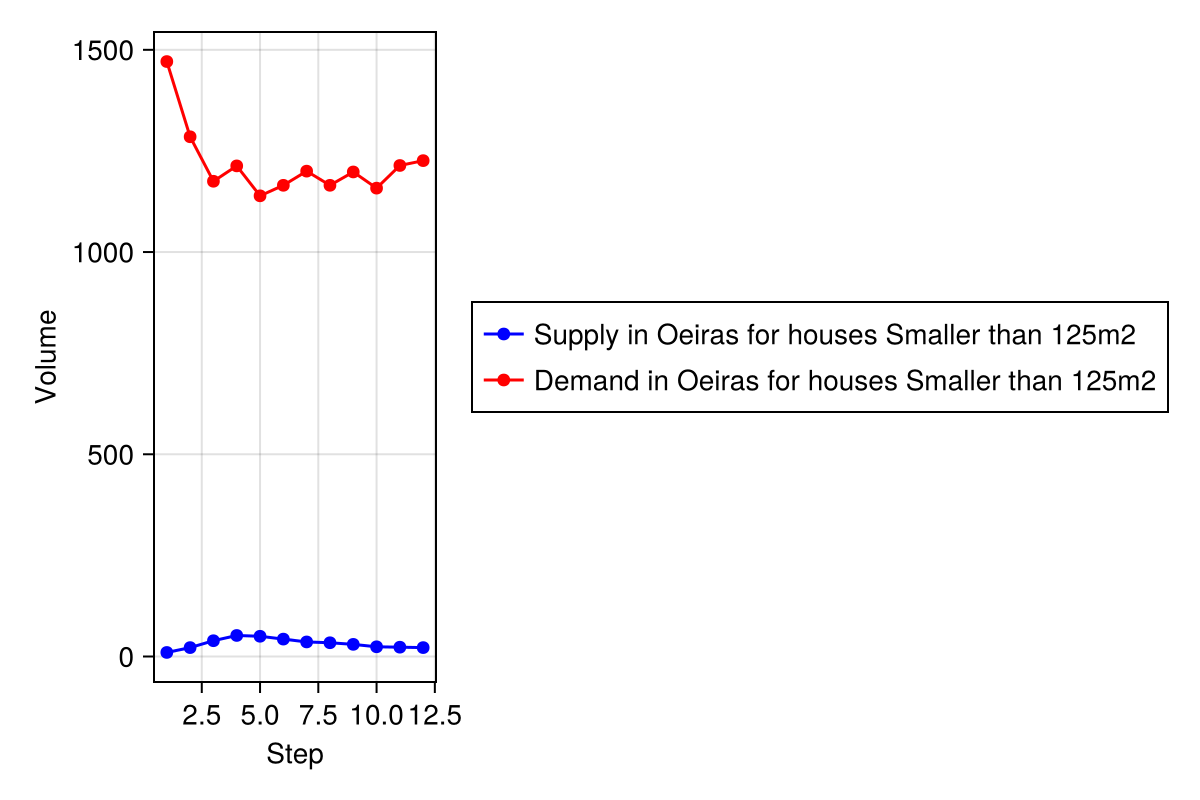 1500
1000
500
0
Volume
2.5 5.0 7.5 10.0 12.5
Step
Supply in Oeiras for houses Smaller than 125m2
Demand in Oeiras for houses Smaller than 125m2